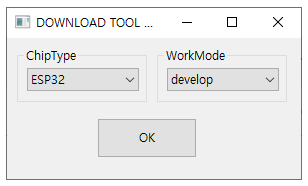 DOWNLOAD TOOL ...
ChipType
WorkMode
ESP32
develop
OK